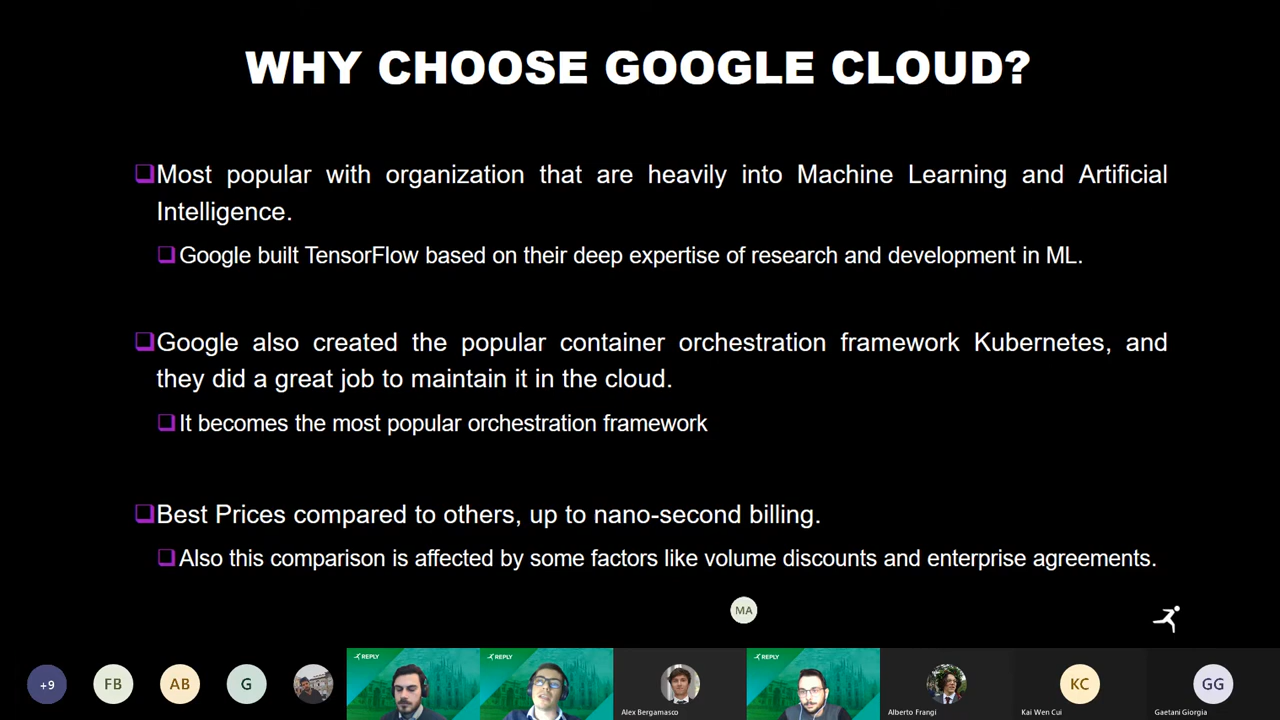 WHY CHOOSE GOOGLE CLOUD?
Most popular with organization that are heavily into Machine Learning and Artificial
Intelligence.
Google built TensorFlow based on their deep expertise of research and development in ML.
Google also created the popular container orchestration framework Kubernetes, and
they did a great job to maintain it in the cloud.
It becomes the most popular orchestration framework
Best Prices compared to others, up to nano-second billing.
Also this comparison is affected by some factors like volume discounts and enterprise agreements.
MA
+9
FB
AB
G
REPLY
REPLY
Alex Bergamasco
REPLY
Alberto Frangi
KC
Kai Wen Cui
GG
Gaetani Giorgia